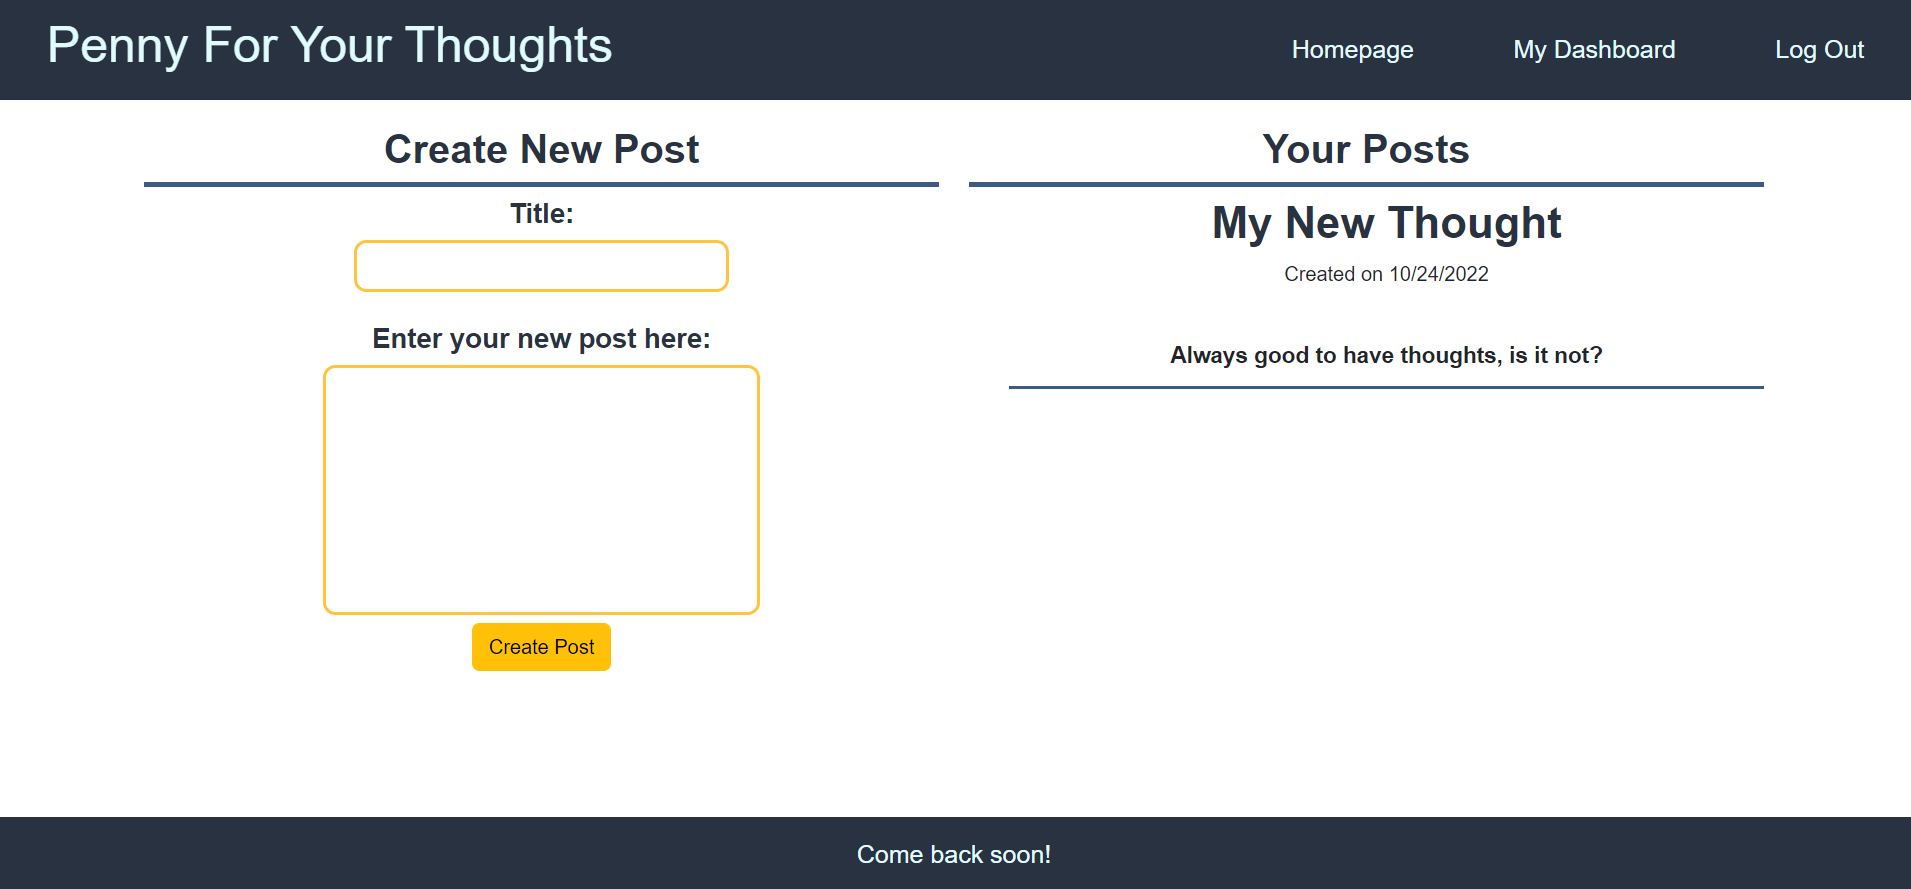 Penny For Your Thoughts
Homepage
My Dashboard
Log Out
Create New Post
Title:
Enter your new post here:
Create Post
Your Posts
My New Thought
Created on 10/24/2022
Always good to have thoughts, is it not?
Come back soon!